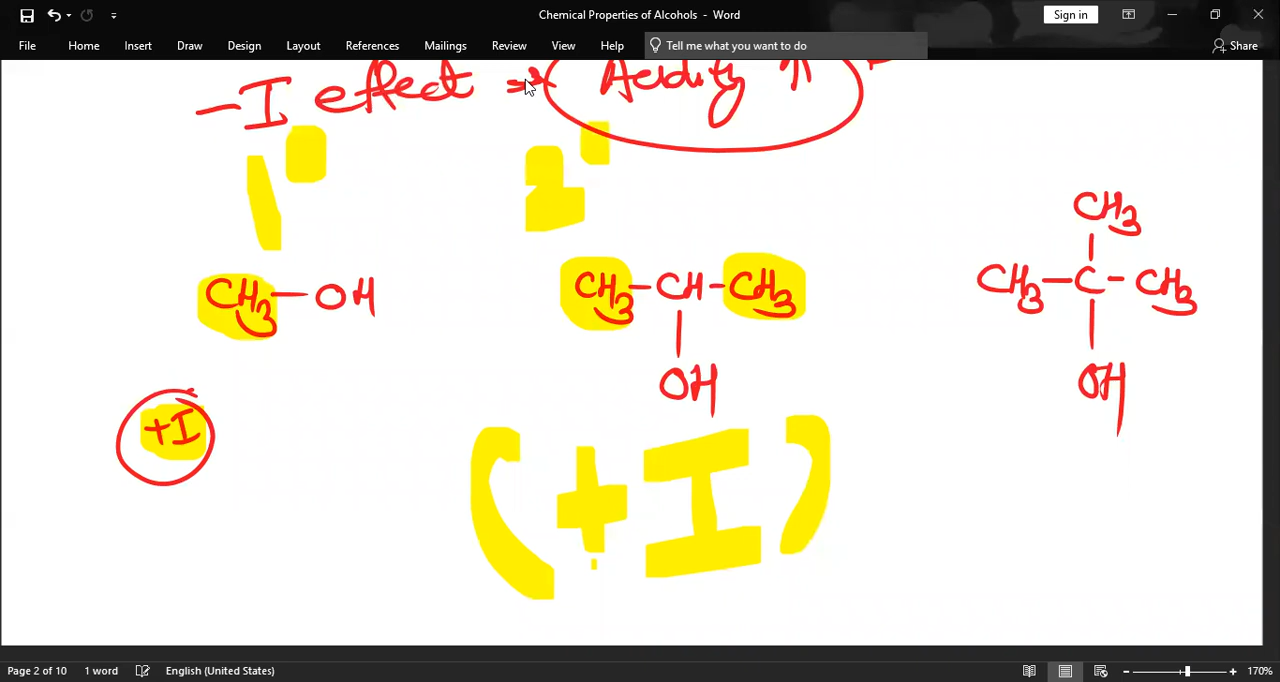 Chemical Properties of Alcohols - Word
Sign in
File Home Insert Draw Design Layout References Mailings Review View Help Tell me what you want to do Share
-I effect ⇒ Acidity ↑
1° 2°
CH3
CH3-OH CH3-CH-CH3 CH3-C-CH3
OH OH
+I
(+I)
Page 2 of 10 1 word English (United States) 170%